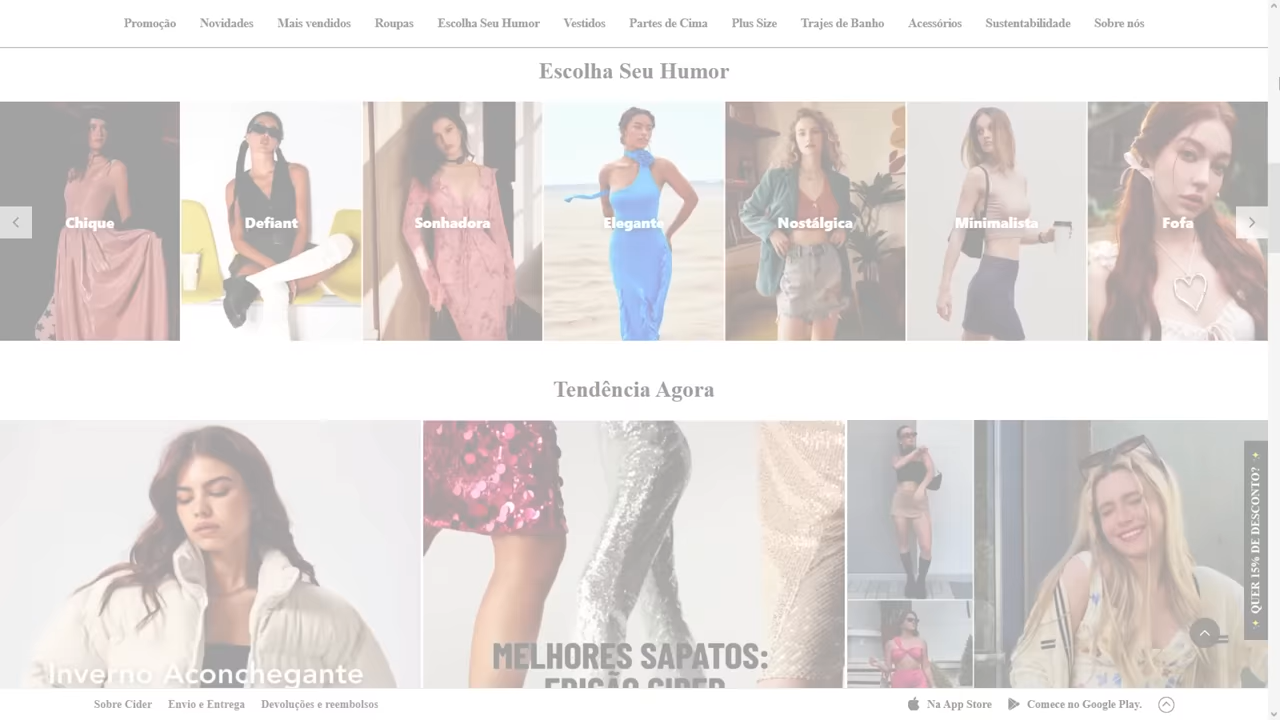 Promoção Novidades Mais vendidos Roupas Escolha Seu Humor Vestidos Partes de Cima Plus Size Trajes de Banho Acessórios Sustentabilidade Sobre nós
Escolha Seu Humor
Chique Defiant Sonhadora Elegante Nostálgica Minimalista Fofa
Tendência Agora
QUER 15% DE DESCONTO?
Inverno Aconchegante
MELHORES SAPATOS:
EDIÇÃO CIDER
Sobre Cider Envio e Entrega Devoluções e reembolsos Na App Store Comece no Google Play.